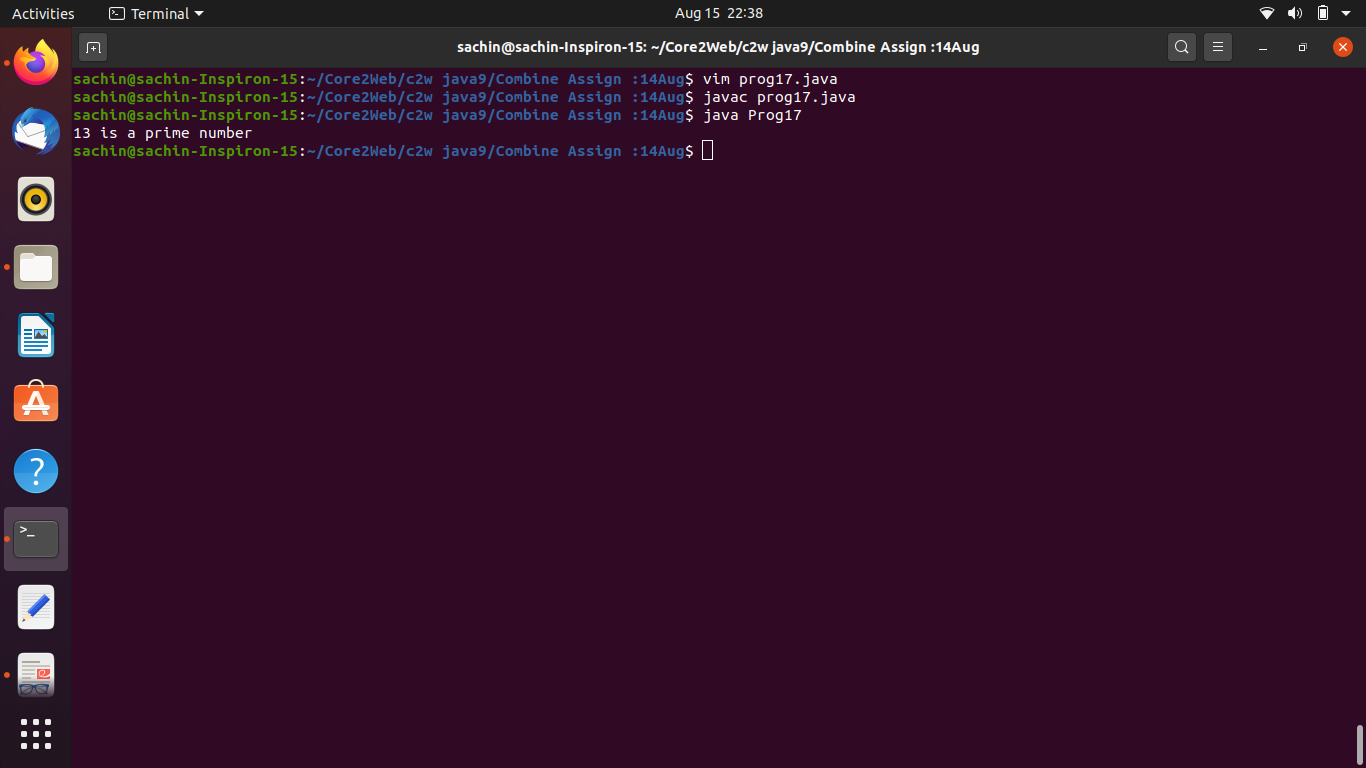 Activities
Terminal
Aug 15 22:38
sachin@sachin-Inspiron-15: ~/Core2Web/c2w java9/Combine Assign :14Aug
sachin@sachin-Inspiron-15:~/Core2Web/c2w java9/Combine Assign :14Aug$ vim prog17.java
sachin@sachin-Inspiron-15:~/Core2Web/c2w java9/Combine Assign :14Aug$ javac prog17.java
sachin@sachin-Inspiron-15:~/Core2Web/c2w java9/Combine Assign :14Aug$ java Prog17
13 is a prime number
sachin@sachin-Inspiron-15:~/Core2Web/c2w java9/Combine Assign :14Aug$